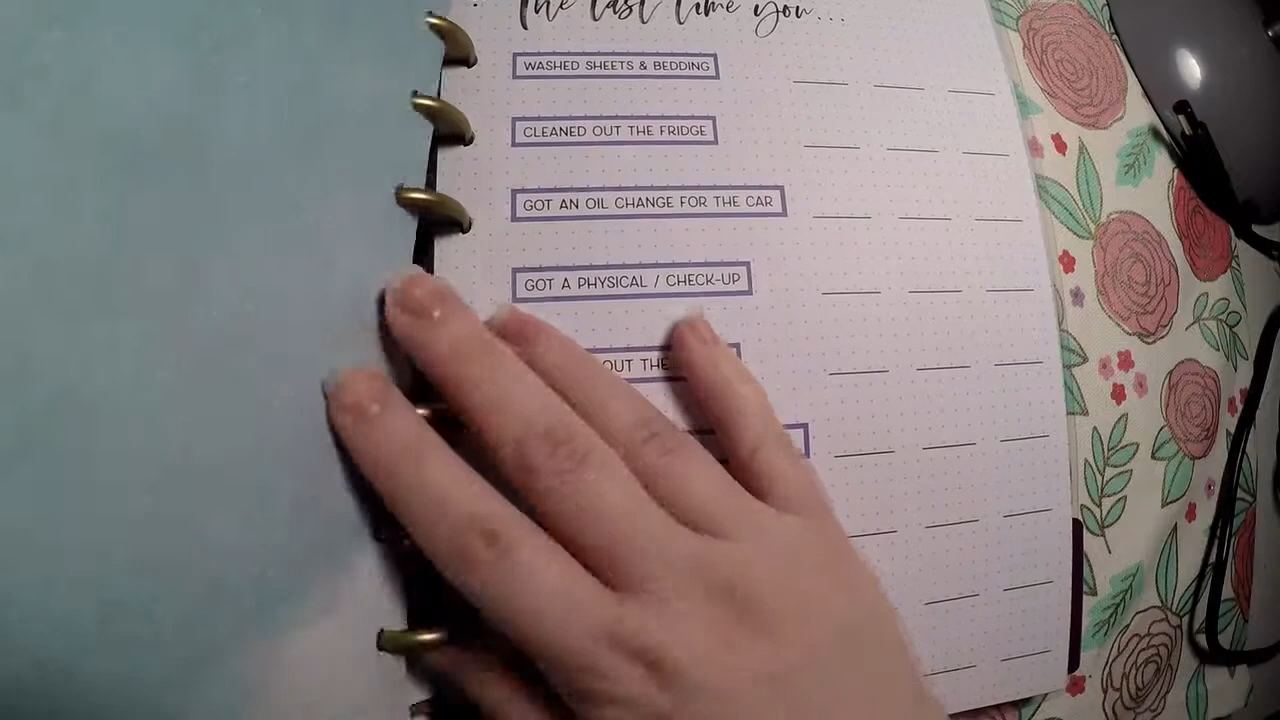 The last time you...
WASHED SHEETS & BEDDING
CLEANED OUT THE FRIDGE
GOT AN OIL CHANGE FOR THE CAR
GOT A PHYSICAL / CHECK-UP
OUT THE